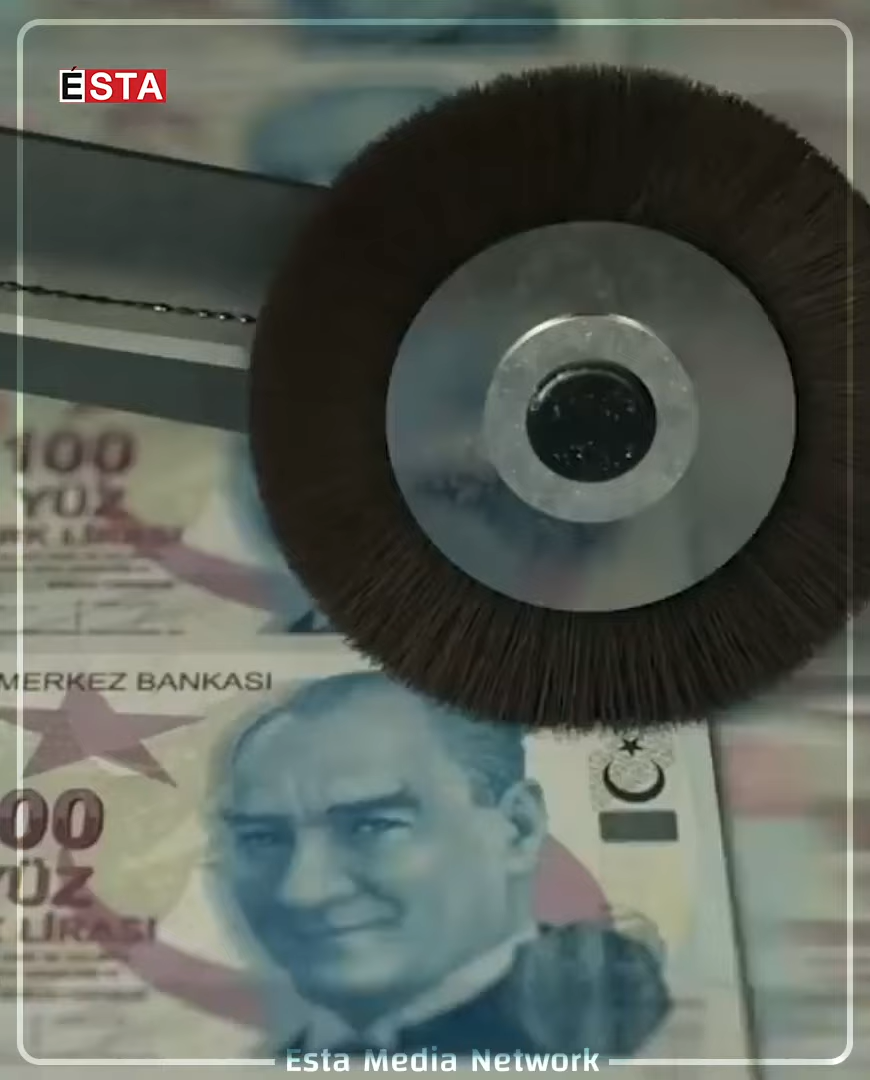 ÉSTA
100
YÜZ
RK LİRASI
MERKEZ BANKASI
00
YÜZ
LİRASI
Esta Media Network